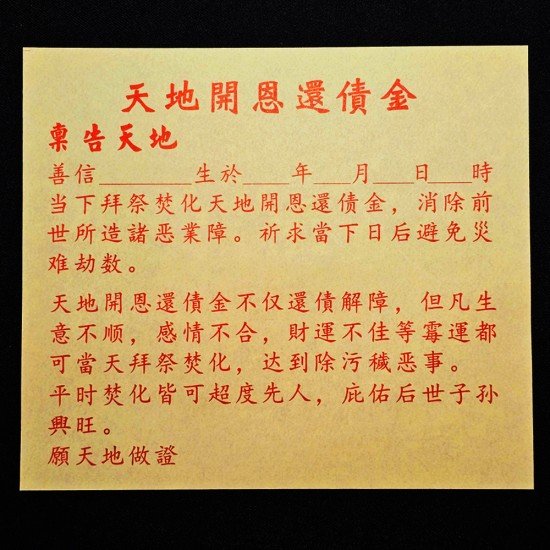 天地開恩還債金
稟告天地
善信________生於____年___月___日___時
当下拜祭焚化天地開恩還债金，消除前
世所造諸恶業障。祈求當下日后避免災
难劫数。
天地開恩還債金不仅還債解障，但凡生
意不顺，感情不合，財運不佳等霉運都
可當天拜祭焚化，达到除污穢恶事。
平时焚化皆可超度先人，庇佑后世子孙
興旺。
願天地做證